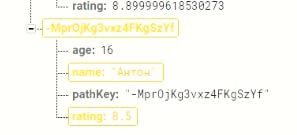 rating: 8.899999618530273
-MprOjKg3vxz4FKgSzYf
age: 16
name: "Антон"
pathKey: "-MprOjKg3vxz4FKgSzYf"
rating: 8.5